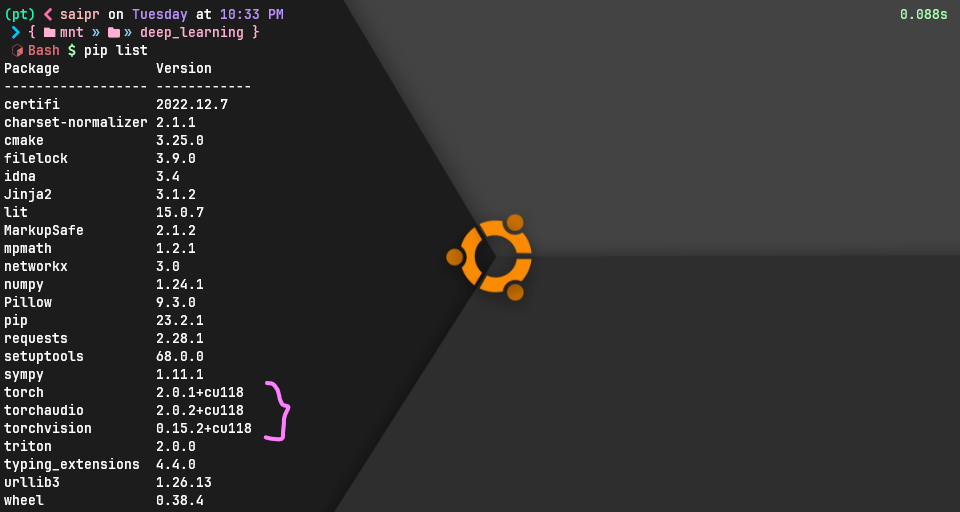 (pt) saipr on Tuesday at 10:33 PM 0.088s
{ mnt » » deep_learning }
Bash $ pip list
Package Version
------------------ ------------
certifi 2022.12.7
charset-normalizer 2.1.1
cmake 3.25.0
filelock 3.9.0
idna 3.4
Jinja2 3.1.2
lit 15.0.7
MarkupSafe 2.1.2
mpmath 1.2.1
networkx 3.0
numpy 1.24.1
Pillow 9.3.0
pip 23.2.1
requests 2.28.1
setuptools 68.0.0
sympy 1.11.1
torch 2.0.1+cu118
torchaudio 2.0.2+cu118
torchvision 0.15.2+cu118
triton 2.0.0
typing_extensions 4.4.0
urllib3 1.26.13
wheel 0.38.4